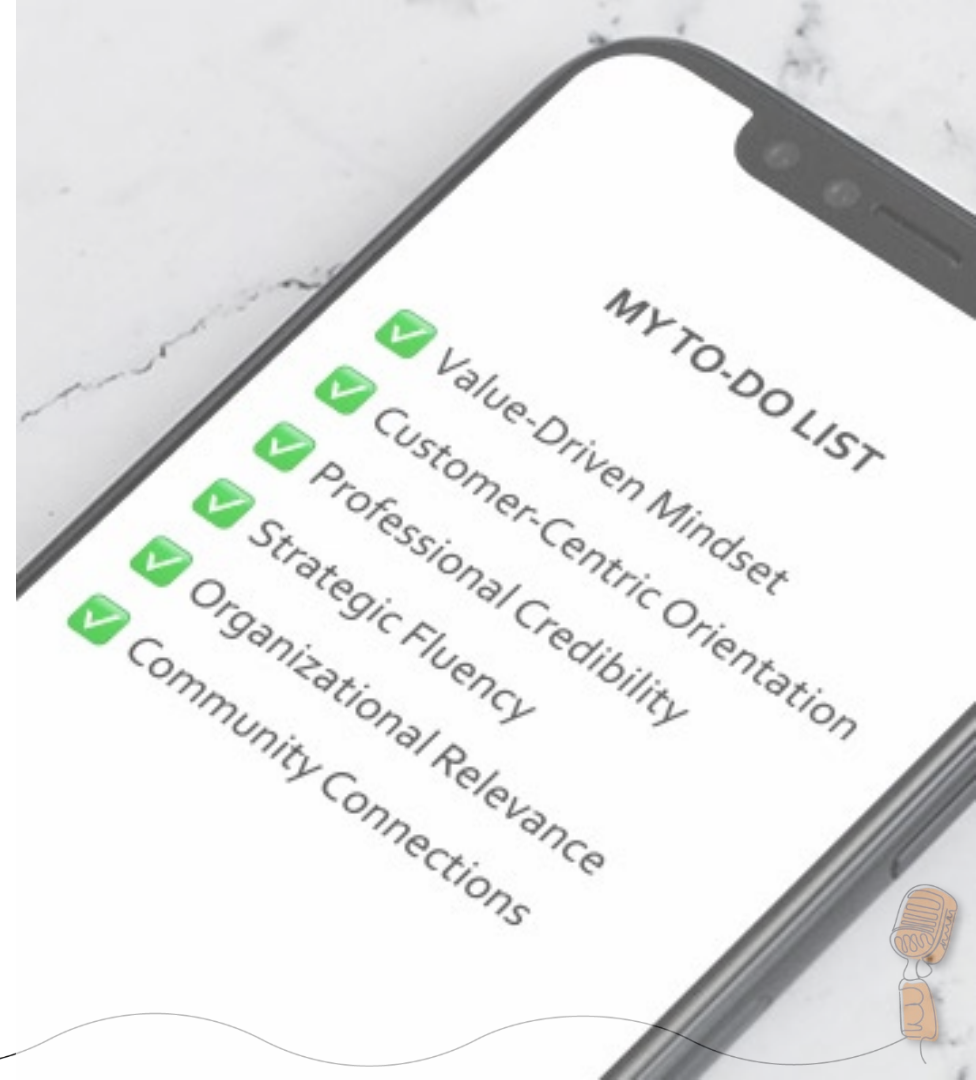 MY TO-DO LIST
Value-Driven Mindset
Customer-Centric Orientation
Professional Credibility
Strategic Fluency
Organizational Relevance
Community Connections